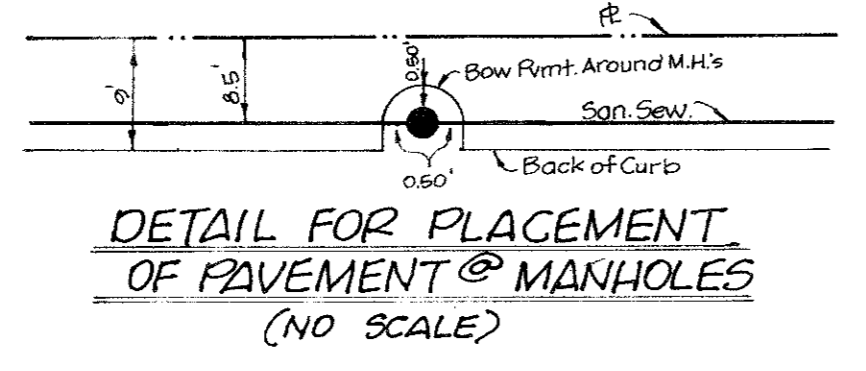 PL
9'
8.5'
0.50'
Bow Pvmt. Around M.H.'s
San. Sew.
0.50'
Back of Curb
DETAIL FOR PLACEMENT
OF PAVEMENT @ MANHOLES
(NO SCALE)